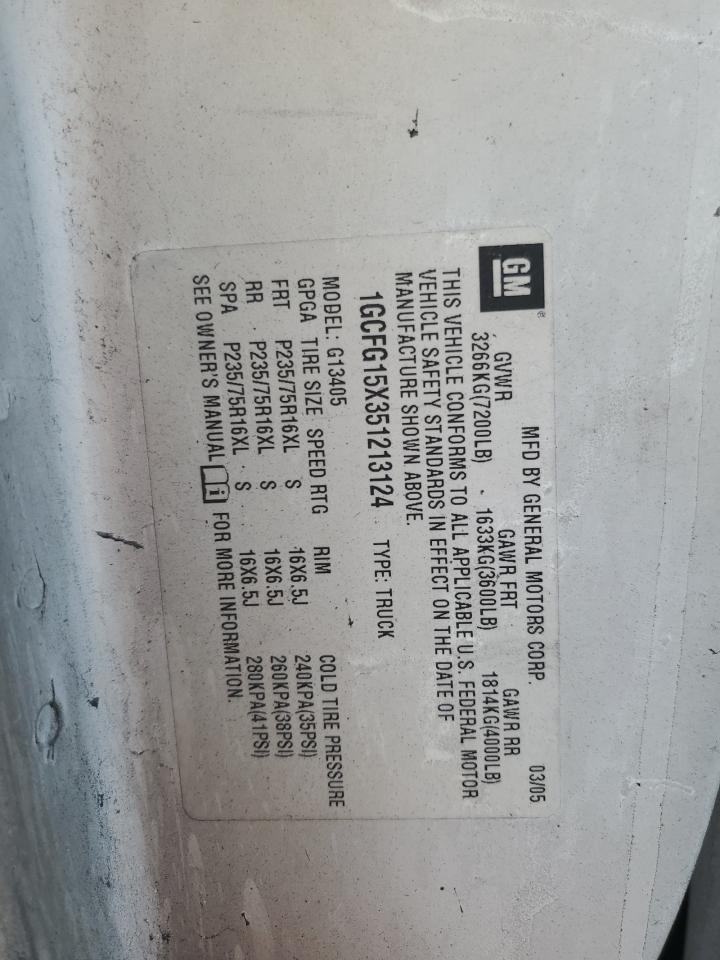 GM®
MFD BY GENERAL MOTORS CORP. 03/05
GVWR GAWR FRT GAWR RR
3266KG(7200LB) 1633KG(3600LB) 1814KG(4000LB)
THIS VEHICLE CONFORMS TO ALL APPLICABLE U.S. FEDERAL MOTOR
VEHICLE SAFETY STANDARDS IN EFFECT ON THE DATE OF
MANUFACTURE SHOWN ABOVE.
1GCFG15X351213124 TYPE: TRUCK
MODEL: G13405
GPGA TIRE SIZE SPEED RTG RIM COLD TIRE PRESSURE
FRT P235/75R16XL S 16X6.5J 240KPA(35PSI)
RR P235/75R16XL S 16X6.5J 260KPA(38PSI)
SPA P235/75R16XL S 16X6.5J 280KPA(41PSI)
SEE OWNER'S MANUAL i FOR MORE INFORMATION.